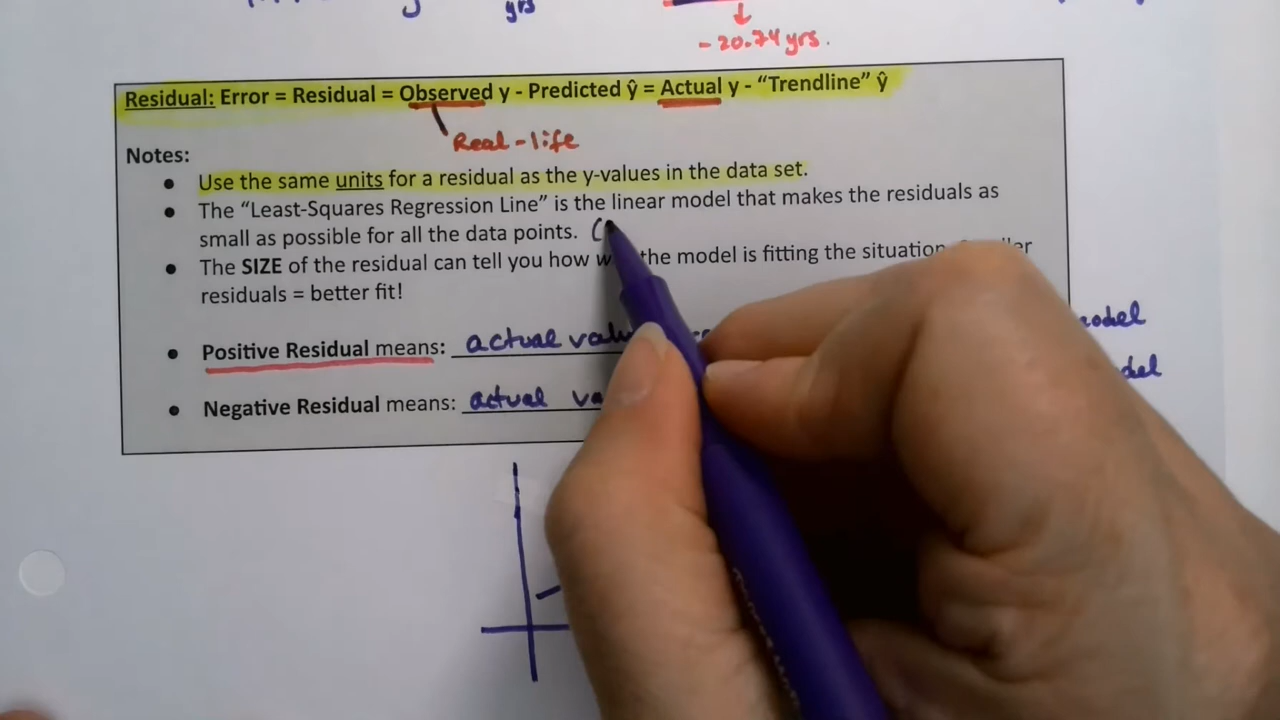 yrs
-20.74 yrs.
Residual: Error = Residual = Observed y - Predicted ŷ = Actual y - “Trendline” ŷ
Real-life
Notes:
Use the same units for a residual as the y-values in the data set.
The “Least-Squares Regression Line” is the linear model that makes the residuals as
small as possible for all the data points. (
The SIZE of the residual can tell you how the model is fitting the situation
residuals = better fit!
Positive Residual means: actual
Negative Residual means: actual